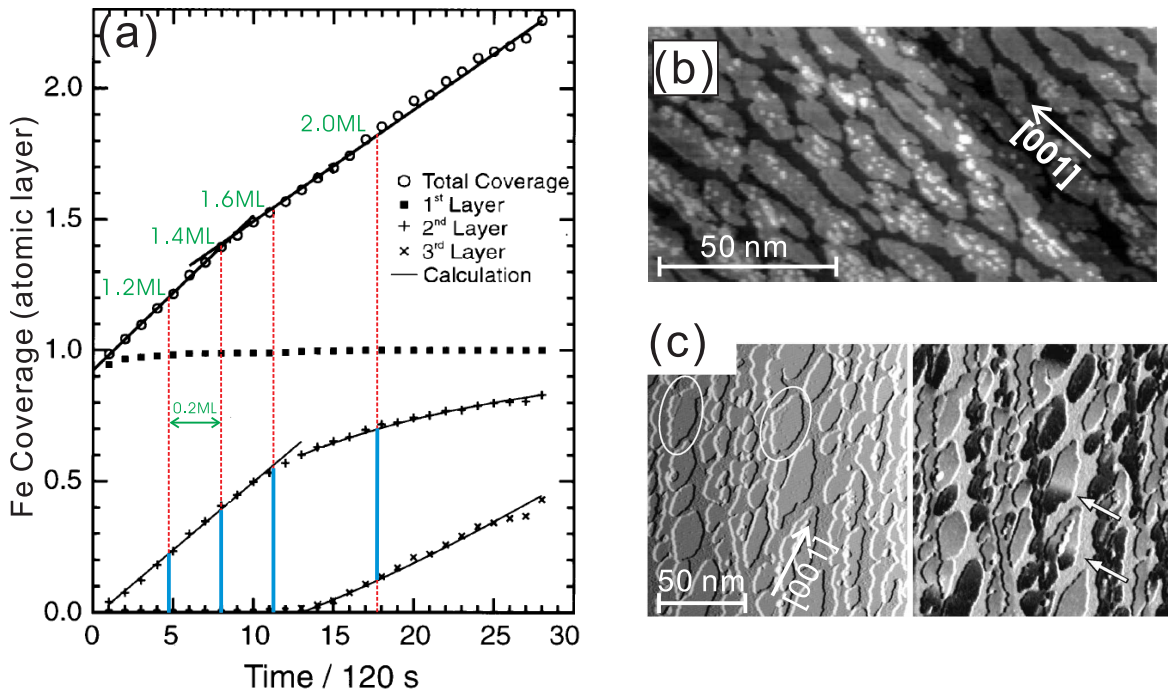 (a)
Fe Coverage (atomic layer)
2.0
1.5
1.0
0.5
0.0
2.0ML
1.6ML
1.4ML
1.2ML
0.2ML
Total Coverage
1st Layer
2nd Layer
3rd Layer
Calculation
0
5
10
15
20
25
30
Time / 120 s
(b)
[001]
50 nm
(c)
[001]
50 nm